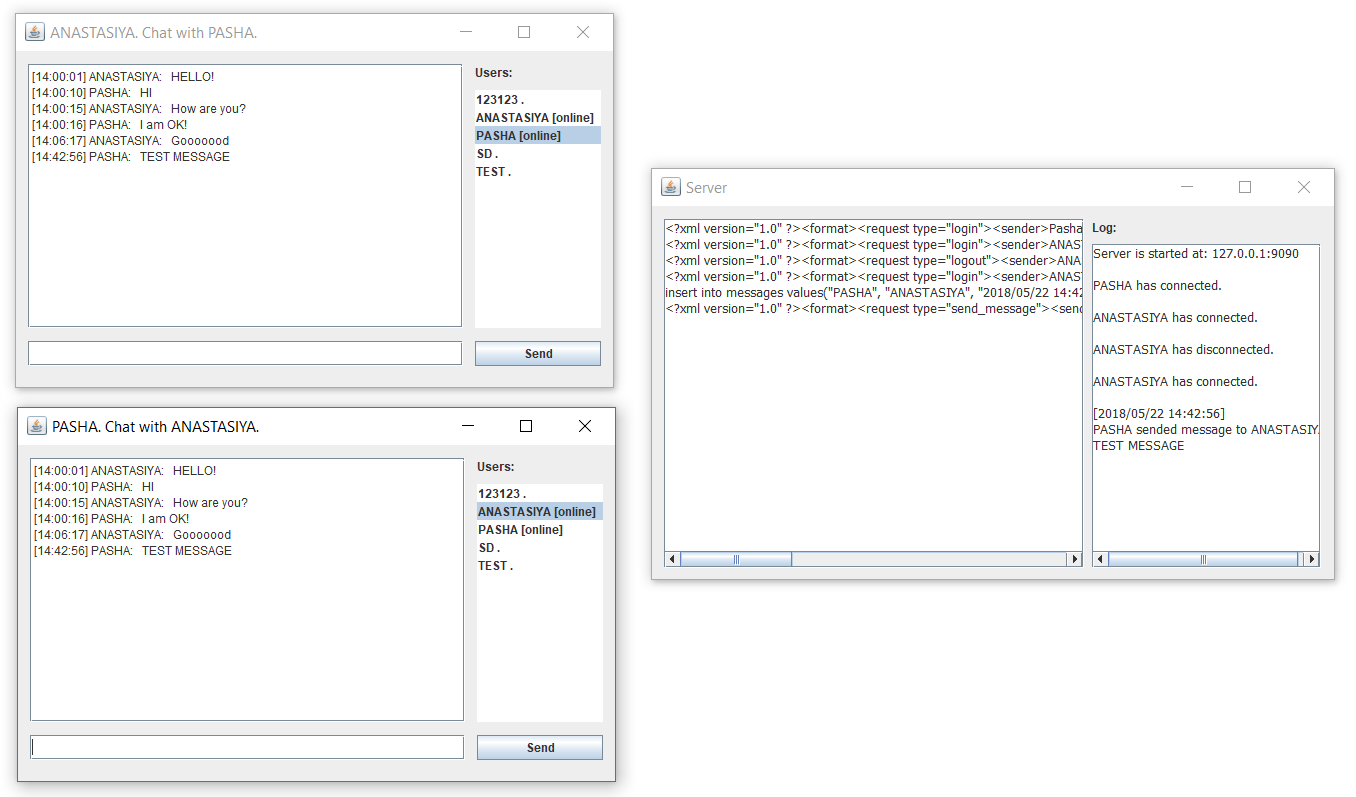 ANASTASIYA. Chat with PASHA.
[14:00:01] ANASTASIYA: HELLO!
[14:00:10] PASHA: HI
[14:00:15] ANASTASIYA: How are you?
[14:00:16] PASHA: I am OK!
[14:06:17] ANASTASIYA: Gooooood
[14:42:56] PASHA: TEST MESSAGE
Users:
123123 .
ANASTASIYA [online]
PASHA [online]
SD .
TEST .
Send
PASHA. Chat with ANASTASIYA.
[14:00:01] ANASTASIYA: HELLO!
[14:00:10] PASHA: HI
[14:00:15] ANASTASIYA: How are you?
[14:00:16] PASHA: I am OK!
[14:06:17] ANASTASIYA: Gooooood
[14:42:56] PASHA: TEST MESSAGE
Users:
123123 .
ANASTASIYA [online]
PASHA [online]
SD .
TEST .
Send
Server
<?xml version="1.0" ?><format><request type="login"><sender>Pasha
<?xml version="1.0" ?><format><request type="login"><sender>ANAST
<?xml version="1.0" ?><format><request type="logout"><sender>ANA
<?xml version="1.0" ?><format><request type="login"><sender>ANAST
insert into messages values("PASHA", "ANASTASIYA", "2018/05/22 14:42
<?xml version="1.0" ?><format><request type="send_message"><send
Log:
Server is started at: 127.0.0.1:9090
PASHA has connected.
ANASTASIYA has connected.
ANASTASIYA has disconnected.
ANASTASIYA has connected.
[2018/05/22 14:42:56]
PASHA sended message to ANASTASIYA
TEST MESSAGE